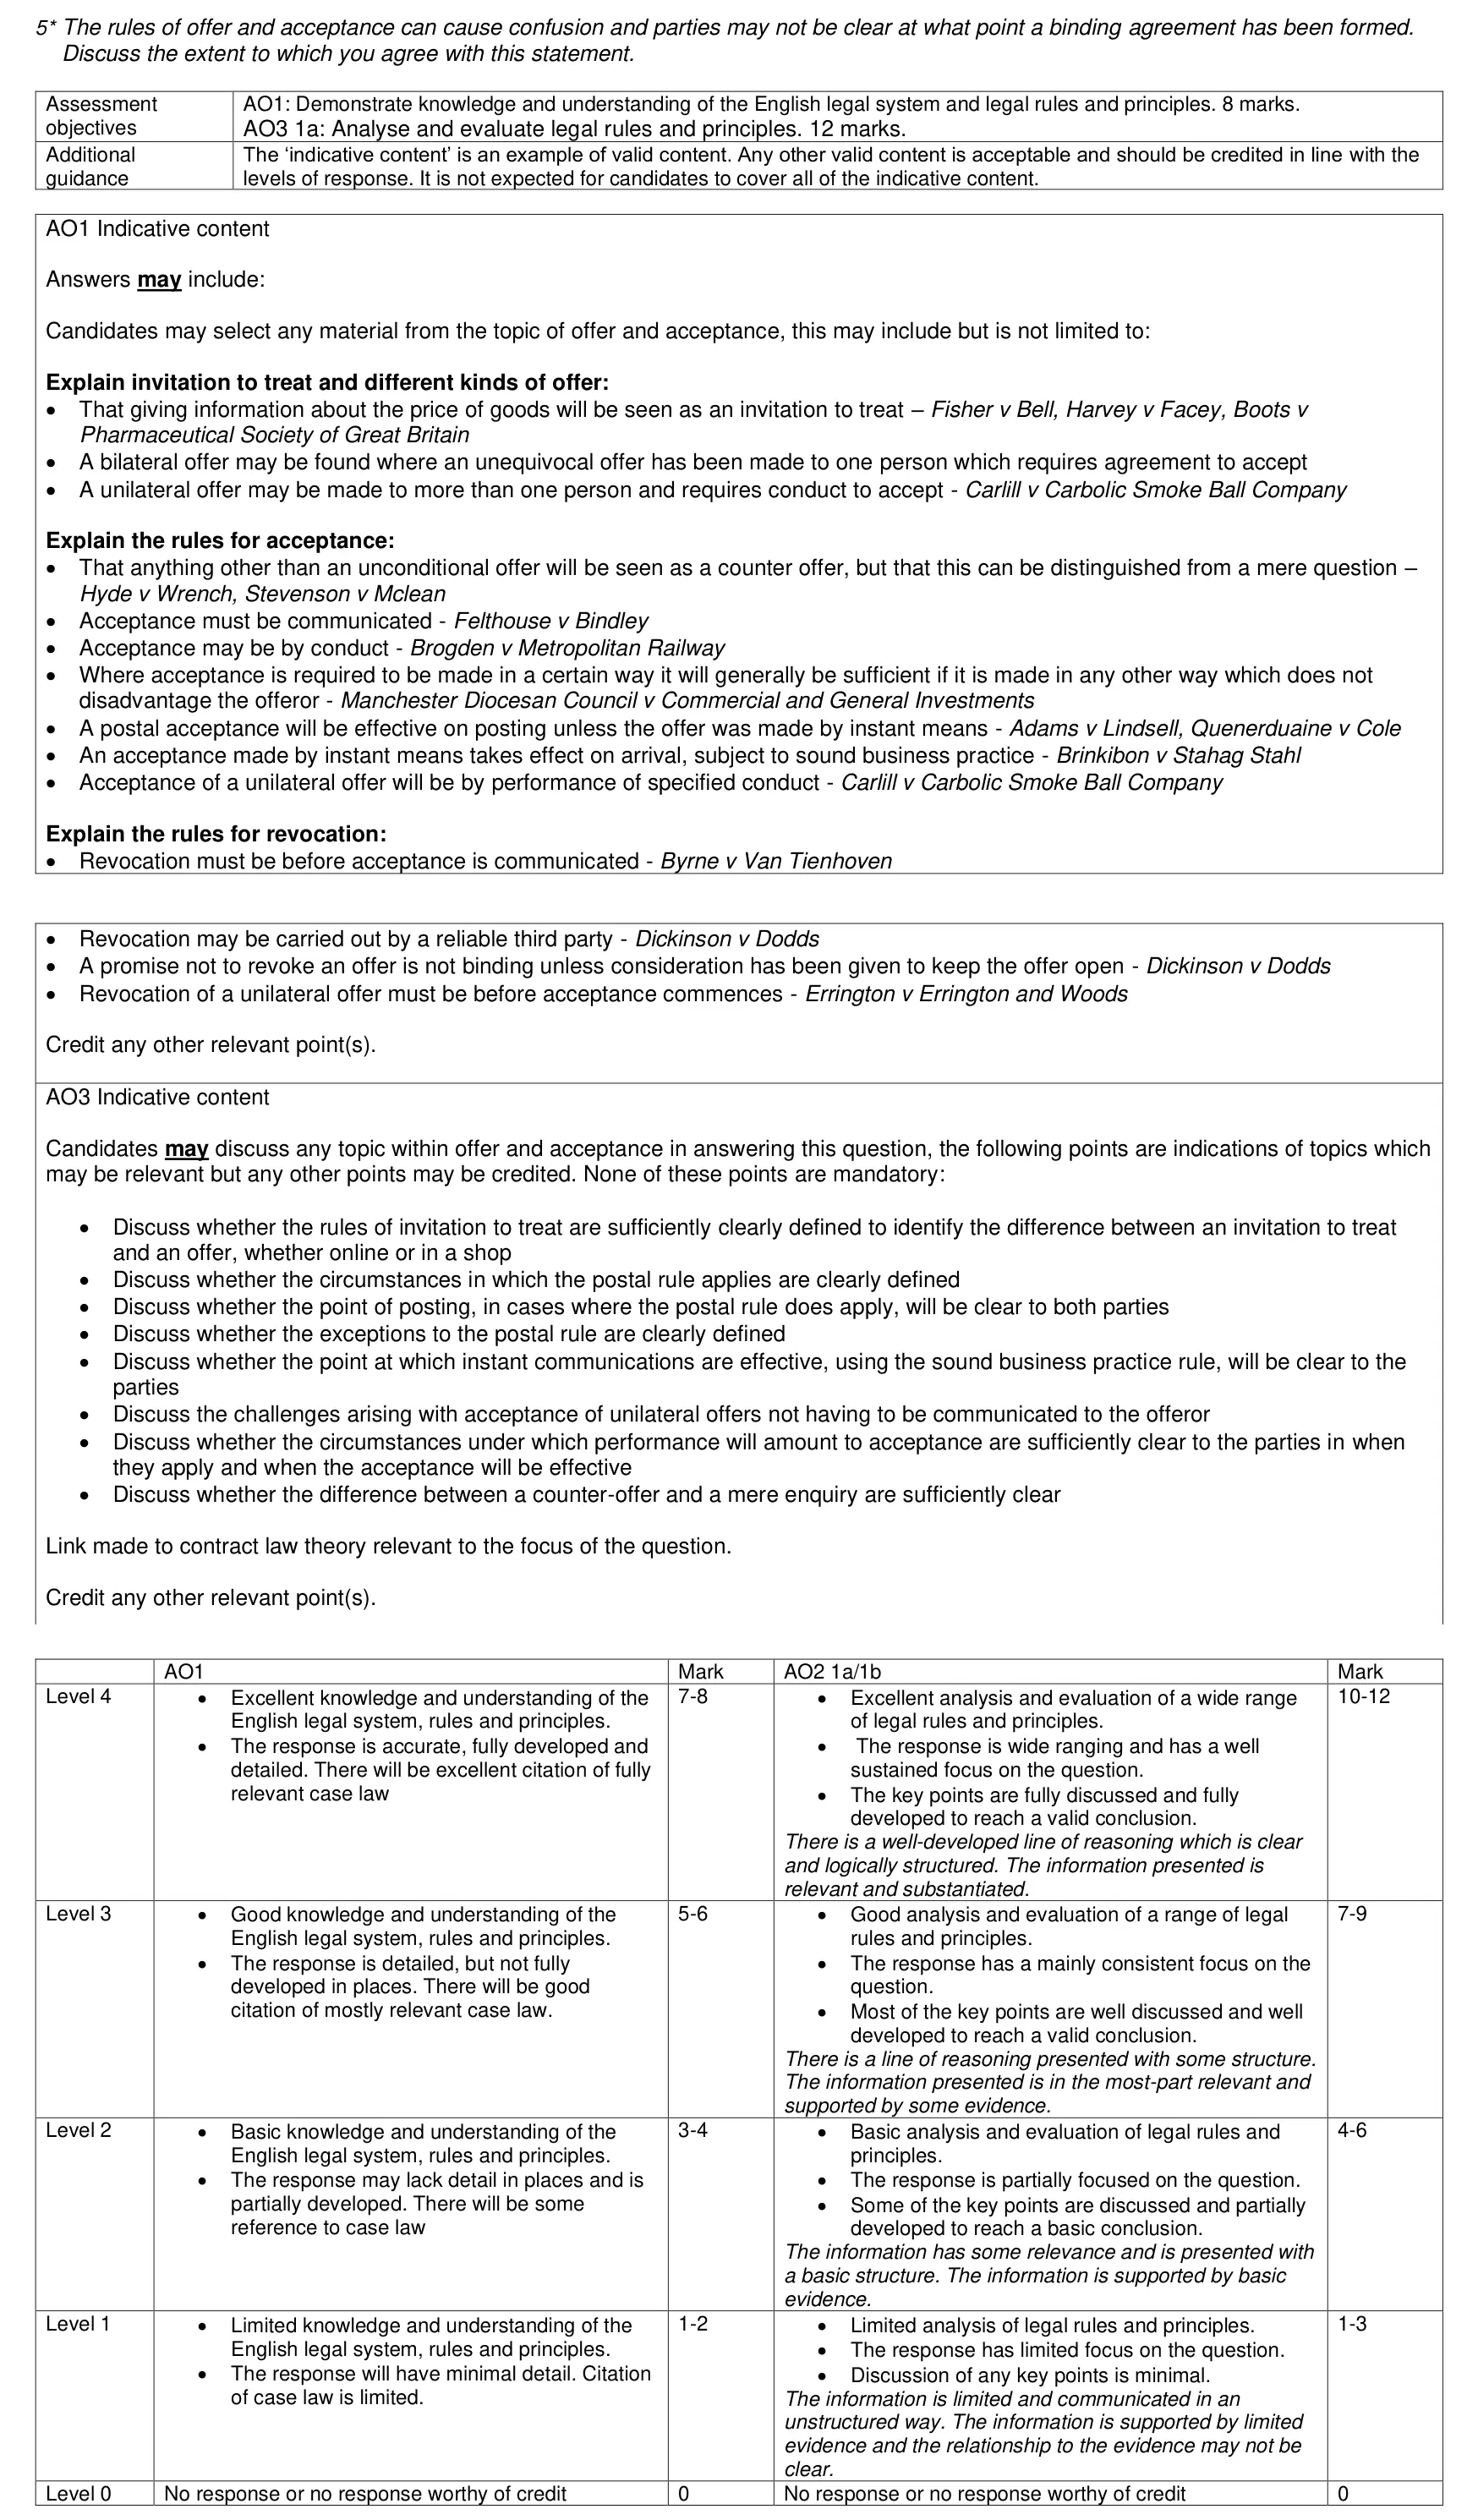 5* The rules of offer and acceptance can cause confusion and parties may not be clear at what point a binding agreement has been formed.
Discuss the extent to which you agree with this statement.
Assessment
objectives
AO1: Demonstrate knowledge and understanding of the English legal system and legal rules and principles. 8 marks.
AO3 1a: Analyse and evaluate legal rules and principles. 12 marks.
Additional
guidance
The ‘indicative content’ is an example of valid content. Any other valid content is acceptable and should be credited in line with the
levels of response. It is not expected for candidates to cover all of the indicative content.
AO1 Indicative content
Answers may include:
Candidates may select any material from the topic of offer and acceptance, this may include but is not limited to:
Explain invitation to treat and different kinds of offer:
• That giving information about the price of goods will be seen as an invitation to treat – Fisher v Bell, Harvey v Facey, Boots v
Pharmaceutical Society of Great Britain
• A bilateral offer may be found where an unequivocal offer has been made to one person which requires agreement to accept
• A unilateral offer may be made to more than one person and requires conduct to accept - Carlill v Carbolic Smoke Ball Company
Explain the rules for acceptance:
• That anything other than an unconditional offer will be seen as a counter offer, but that this can be distinguished from a mere question –
Hyde v Wrench, Stevenson v Mclean
• Acceptance must be communicated - Felthouse v Bindley
• Acceptance may be by conduct - Brogden v Metropolitan Railway
• Where acceptance is required to be made in a certain way it will generally be sufficient if it is made in any other way which does not
disadvantage the offeror - Manchester Diocesan Council v Commercial and General Investments
• A postal acceptance will be effective on posting unless the offer was made by instant means - Adams v Lindsell, Quenerduaine v Cole
• An acceptance made by instant means takes effect on arrival, subject to sound business practice - Brinkibon v Stahag Stahl
• Acceptance of a unilateral offer will be by performance of specified conduct - Carlill v Carbolic Smoke Ball Company
Explain the rules for revocation:
• Revocation must be before acceptance is communicated - Byrne v Van Tienhoven
• Revocation may be carried out by a reliable third party - Dickinson v Dodds
• A promise not to revoke an offer is not binding unless consideration has been given to keep the offer open - Dickinson v Dodds
• Revocation of a unilateral offer must be before acceptance commences - Errington v Errington and Woods
Credit any other relevant point(s).
AO3 Indicative content
Candidates may discuss any topic within offer and acceptance in answering this question, the following points are indications of topics which
may be relevant but any other points may be credited. None of these points are mandatory:
• Discuss whether the rules of invitation to treat are sufficiently clearly defined to identify the difference between an invitation to treat
and an offer, whether online or in a shop
• Discuss whether the circumstances in which the postal rule applies are clearly defined
• Discuss whether the point of posting, in cases where the postal rule does apply, will be clear to both parties
• Discuss whether the exceptions to the postal rule are clearly defined
• Discuss whether the point at which instant communications are effective, using the sound business practice rule, will be clear to the
parties
• Discuss the challenges arising with acceptance of unilateral offers not having to be communicated to the offeror
• Discuss whether the circumstances under which performance will amount to acceptance are sufficiently clear to the parties in when
they apply and when the acceptance will be effective
• Discuss whether the difference between a counter-offer and a mere enquiry are sufficiently clear
Link made to contract law theory relevant to the focus of the question.
Credit any other relevant point(s).
AO1
Mark
AO2 1a/1b
Mark
Level 4
• Excellent knowledge and understanding of the
English legal system, rules and principles.
• The response is accurate, fully developed and
detailed. There will be excellent citation of fully
relevant case law
7-8
• Excellent analysis and evaluation of a wide range
of legal rules and principles.
• The response is wide ranging and has a well
sustained focus on the question.
• The key points are fully discussed and fully
developed to reach a valid conclusion.
There is a well-developed line of reasoning which is clear
and logically structured. The information presented is
relevant and substantiated.
10-12
Level 3
• Good knowledge and understanding of the
English legal system, rules and principles.
• The response is detailed, but not fully
developed in places. There will be good
citation of mostly relevant case law.
5-6
• Good analysis and evaluation of a range of legal
rules and principles.
• The response has a mainly consistent focus on the
question.
• Most of the key points are well discussed and well
developed to reach a valid conclusion.
There is a line of reasoning presented with some structure.
The information presented is in the most-part relevant and
supported by some evidence.
7-9
Level 2
• Basic knowledge and understanding of the
English legal system, rules and principles.
• The response may lack detail in places and is
partially developed. There will be some
reference to case law
3-4
• Basic analysis and evaluation of legal rules and
principles.
• The response is partially focused on the question.
• Some of the key points are discussed and partially
developed to reach a basic conclusion.
The information has some relevance and is presented with
a basic structure. The information is supported by basic
evidence.
4-6
Level 1
• Limited knowledge and understanding of the
English legal system, rules and principles.
• The response will have minimal detail. Citation
of case law is limited.
1-2
• Limited analysis of legal rules and principles.
• The response has limited focus on the question.
• Discussion of any key points is minimal.
The information is limited and communicated in an
unstructured way. The information is supported by limited
evidence and the relationship to the evidence may not be
clear.
1-3
Level 0
No response or no response worthy of credit
0
No response or no response worthy of credit
0